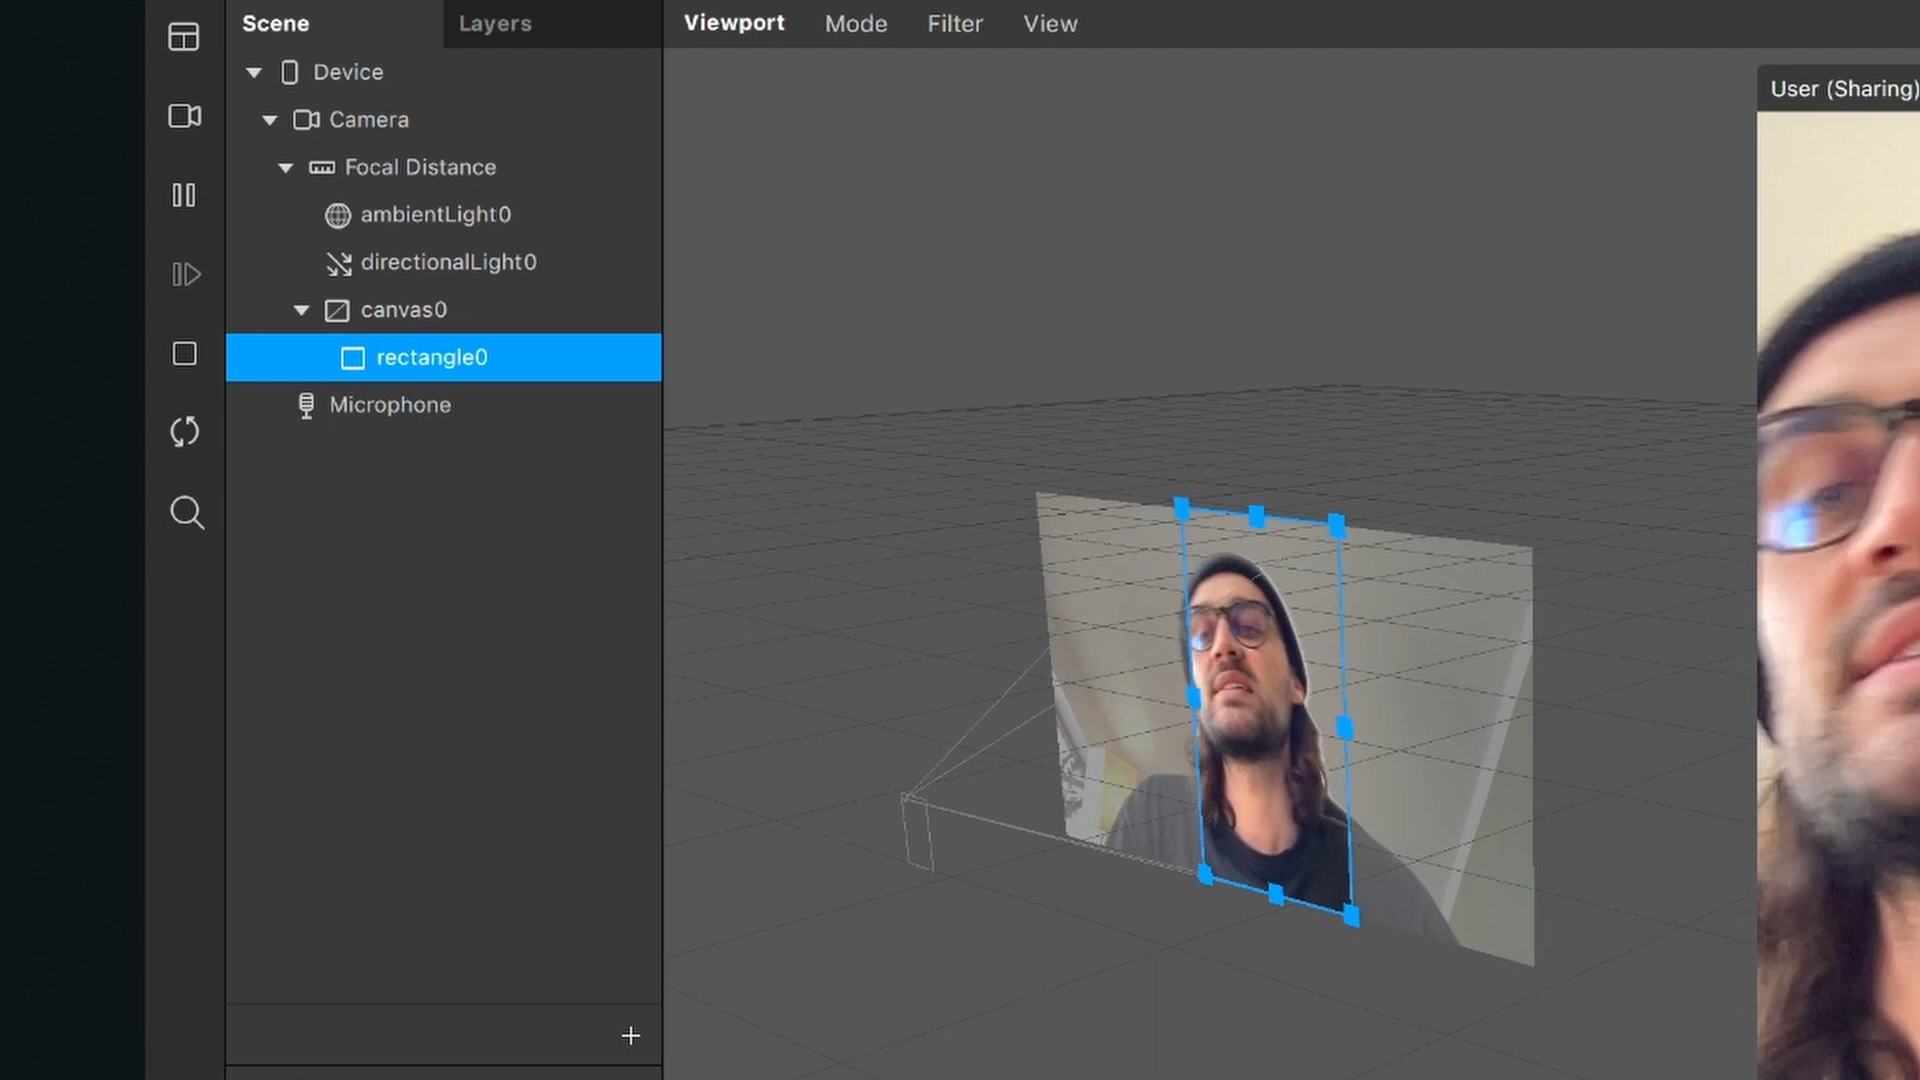 Scene Layers
Device
Camera
Focal Distance
ambientLight0
directionalLight0
canvas0
rectangle0
Microphone
Viewport Mode Filter View
User (Sharing)